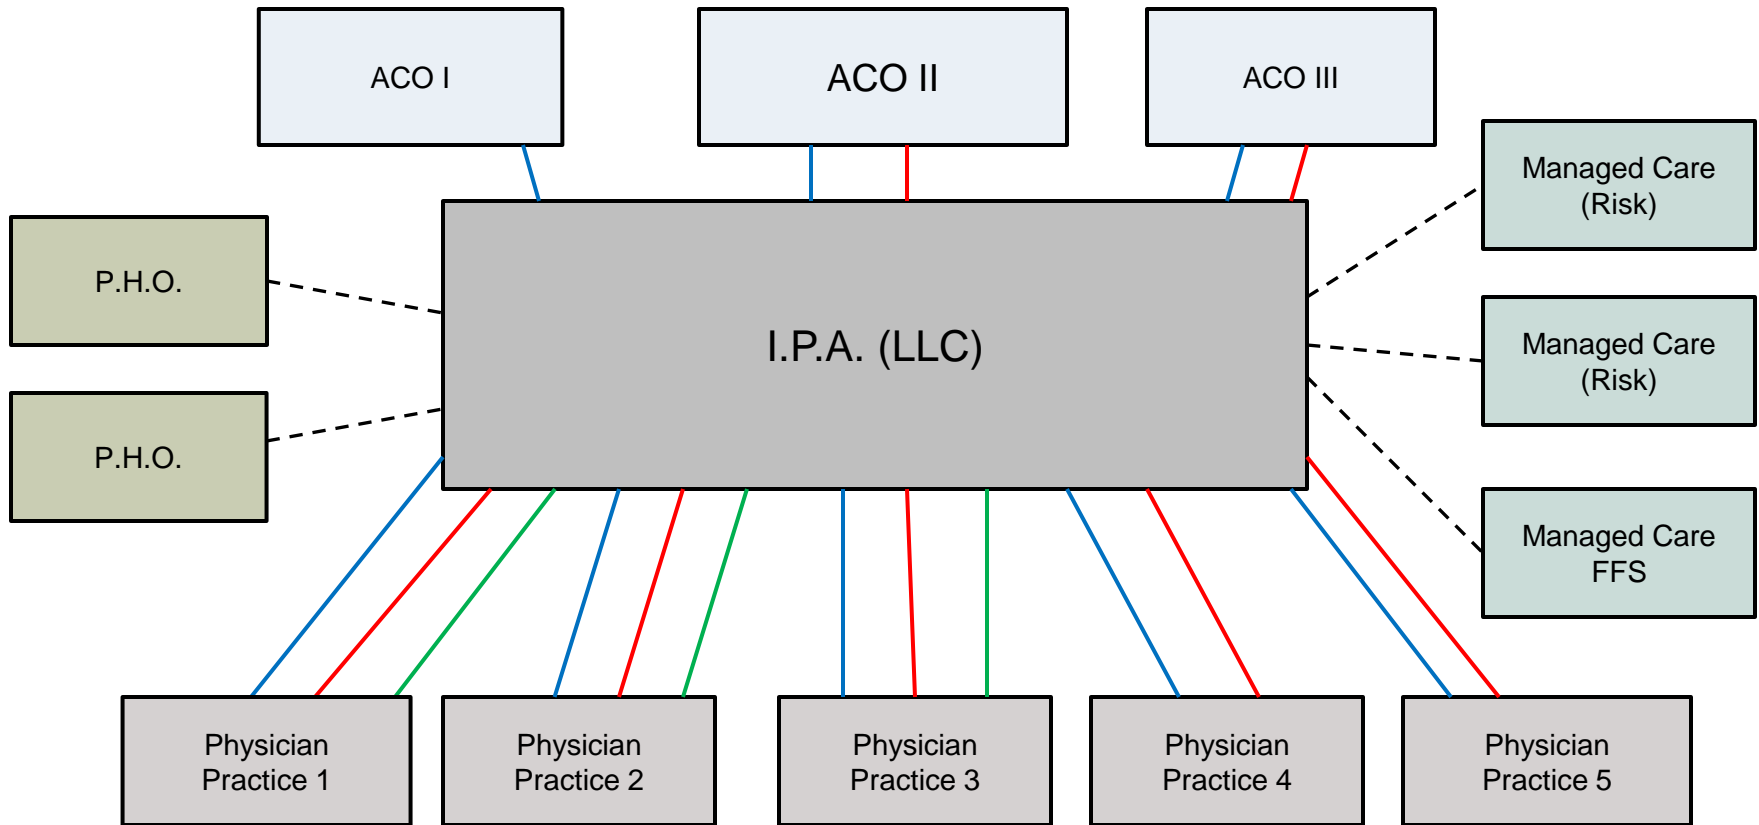 ACO I
ACO II
ACO III
Managed Care
(Risk)
P.H.O.
I.P.A. (LLC)
Managed Care
(Risk)
P.H.O.
Managed Care
FFS
Physician
Practice 1
Physician
Practice 2
Physician
Practice 3
Physician
Practice 4
Physician
Practice 5